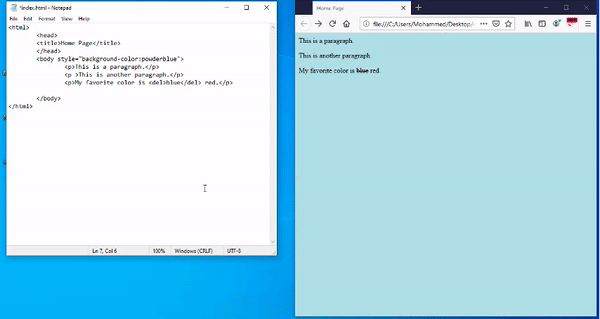 *index.html - Notepad
File Edit Format View Help
<html>
<head>
<title>Home Page</title>
</head>
<body style="background-color:powderblue">
<p>This is a paragraph.</p>
<p >This is another paragraph.</p>
<p>My favorite color is <del>blue</del> red.</p>
</body>
</html>
Ln 7, Col 6 100% Windows (CRLF) UTF-8
Home Page
file:///C:/Users/Mohammed/Desktop/
This is a paragraph.
This is another paragraph.
My favorite color is blue red.